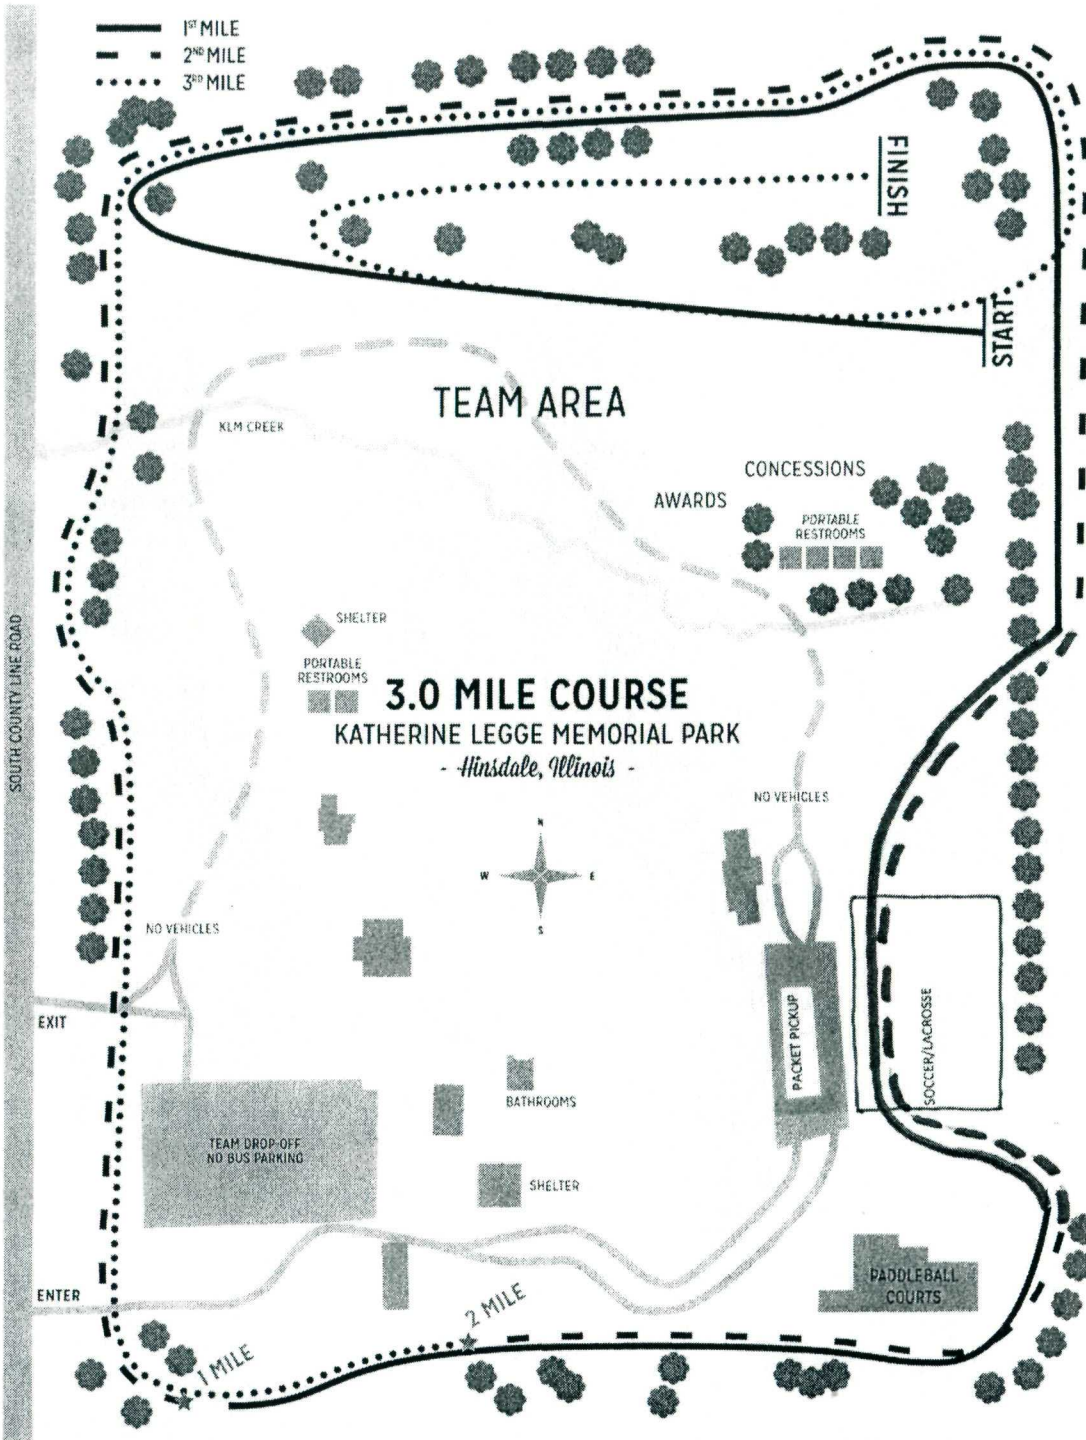 1ST MILE
2ND MILE
3RD MILE
FINISH
START
TEAM AREA
KLM CREEK
CONCESSIONS
AWARDS
PORTABLE
RESTROOMS
SHELTER
PORTABLE
RESTROOMS
3.0 MILE COURSE
KATHERINE LEGGE MEMORIAL PARK
- Hinsdale, Illinois -
SOUTH COUNTY LINE ROAD
NO VEHICLES
N
W
E
S
NO VEHICLES
EXIT
PACKET PICKUP
SOCCER/LACROSSE
BATHROOMS
TEAM DROP-OFF
NO BUS PARKING
SHELTER
ENTER
PADDLEBALL
COURTS
2 MILE
1 MILE